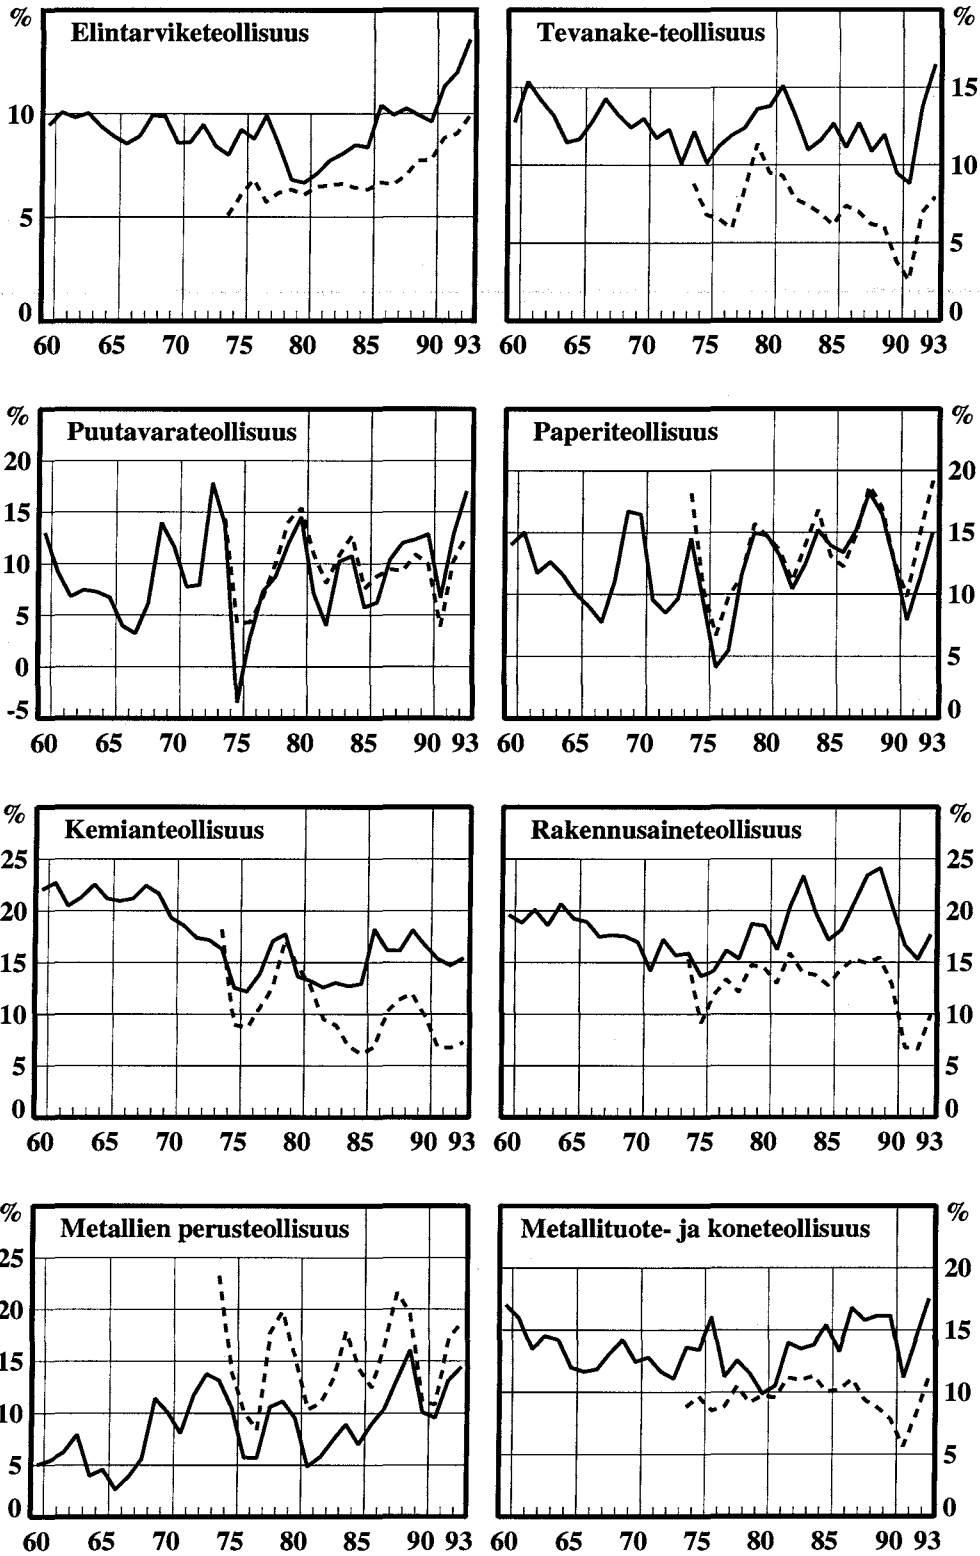 % Elintarviketeollisuus
10
5
0
60 65 70 75 80 85 90 93
Tevanake-teollisuus %
15
10
5
0
60 65 70 75 80 85 90 93
% Puutavarateollisuus
20
15
10
5
0
-5
60 65 70 75 80 85 90 93
% Paperiteollisuus
20
15
10
5
0
60 65 70 75 80 85 90 93
% Kemianteollisuus
25
20
15
10
5
0
60 65 70 75 80 85 90 93
Rakennusaineteollisuus %
25
20
15
10
5
0
60 65 70 75 80 85 90 93
% Metallien perusteollisuus
25
20
15
10
5
0
60 65 70 75 80 85 90 93
Metallituote- ja koneteollisuus %
20
15
10
5
0
60 65 70 75 80 85 90 93